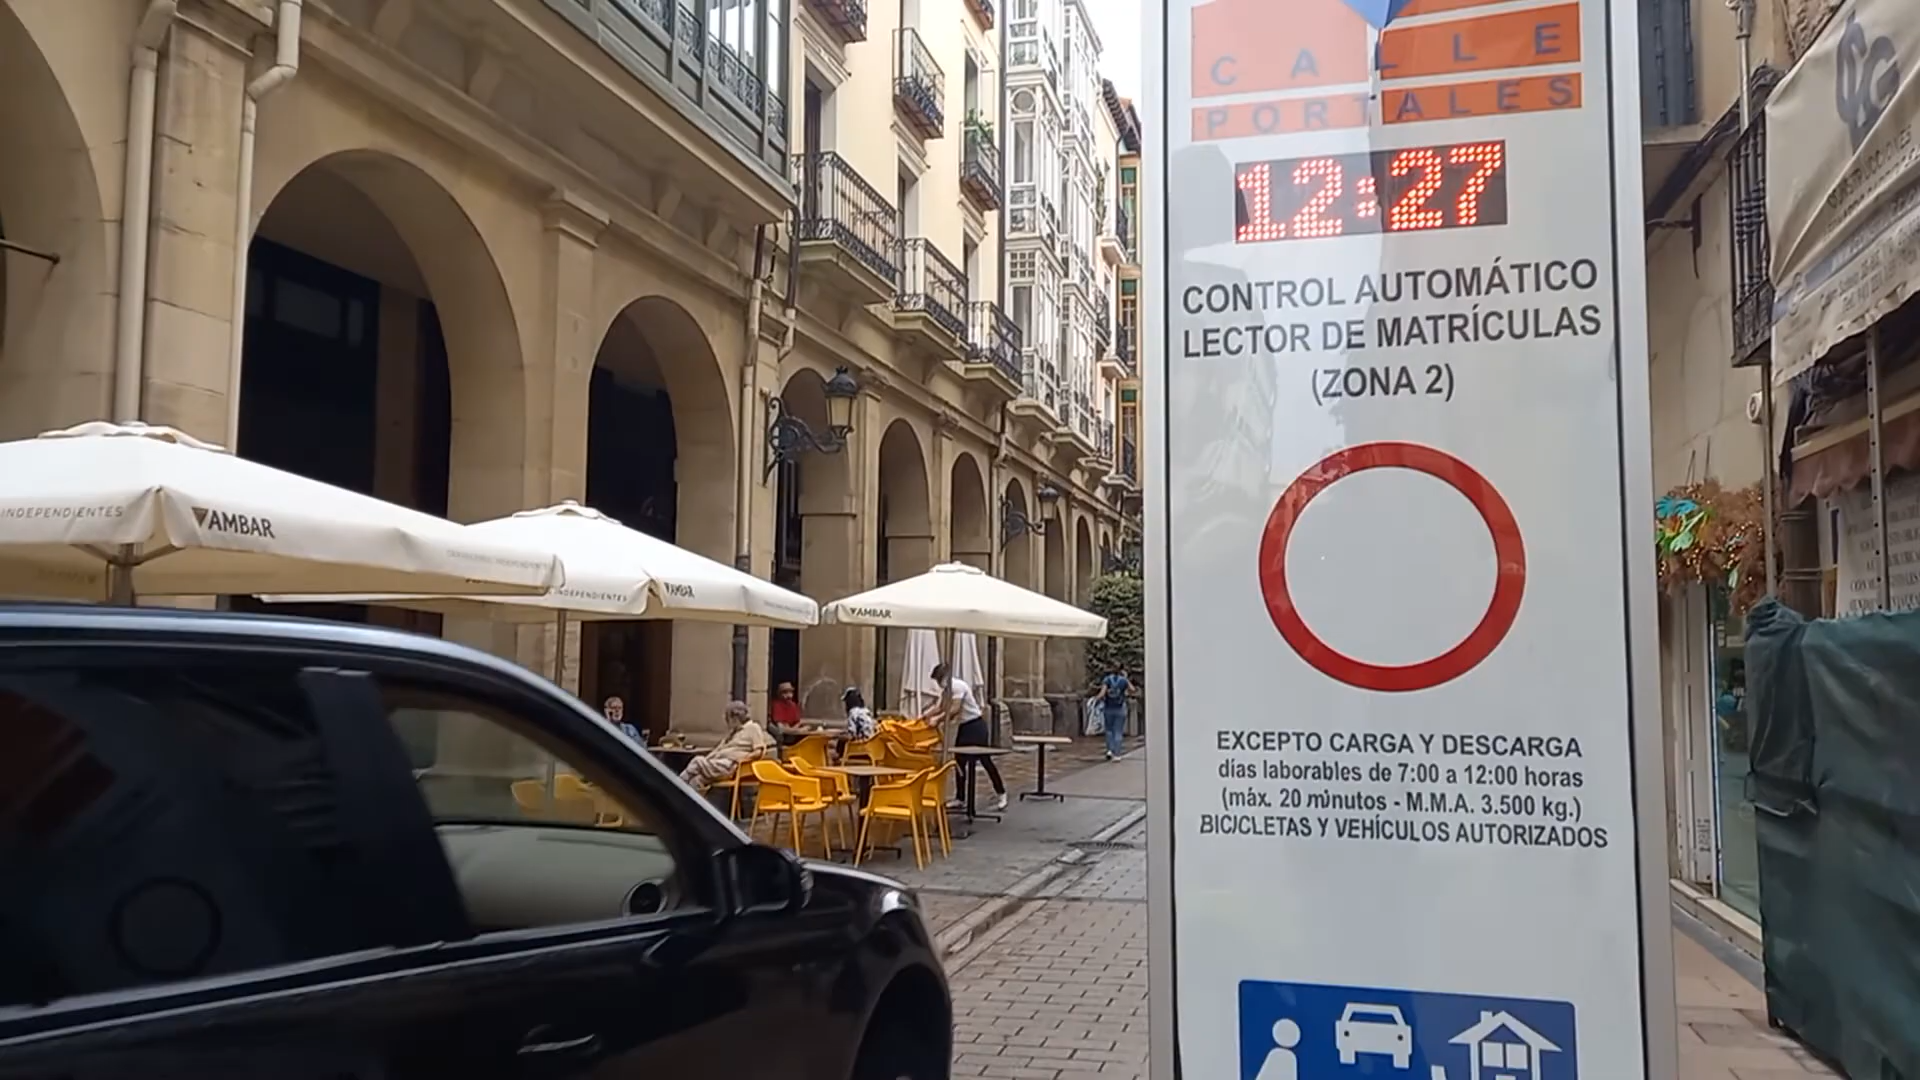 CALLE
PORTALES
12:27
CONTROL AUTOMÁTICO
LECTOR DE MATRÍCULAS
(ZONA 2)
EXCEPTO CARGA Y DESCARGA
días laborables de 7:00 a 12:00 horas
(máx. 20 minutos - M.M.A. 3.500 kg.)
BICICLETAS Y VEHÍCULOS AUTORIZADOS
INDEPENDIENTES
AMBAR
INDEPENDIENTES
AMBAR
AMBAR